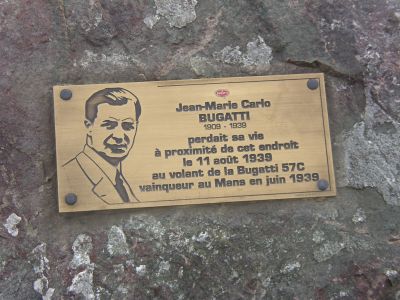 Jean-Marie Carlo
BUGATTI
1909 - 1939
perdait sa vie
à proximité de cet endroit
le 11 août 1939
au volant de la Bugatti 57C
vainqueur au Mans en juin 1939